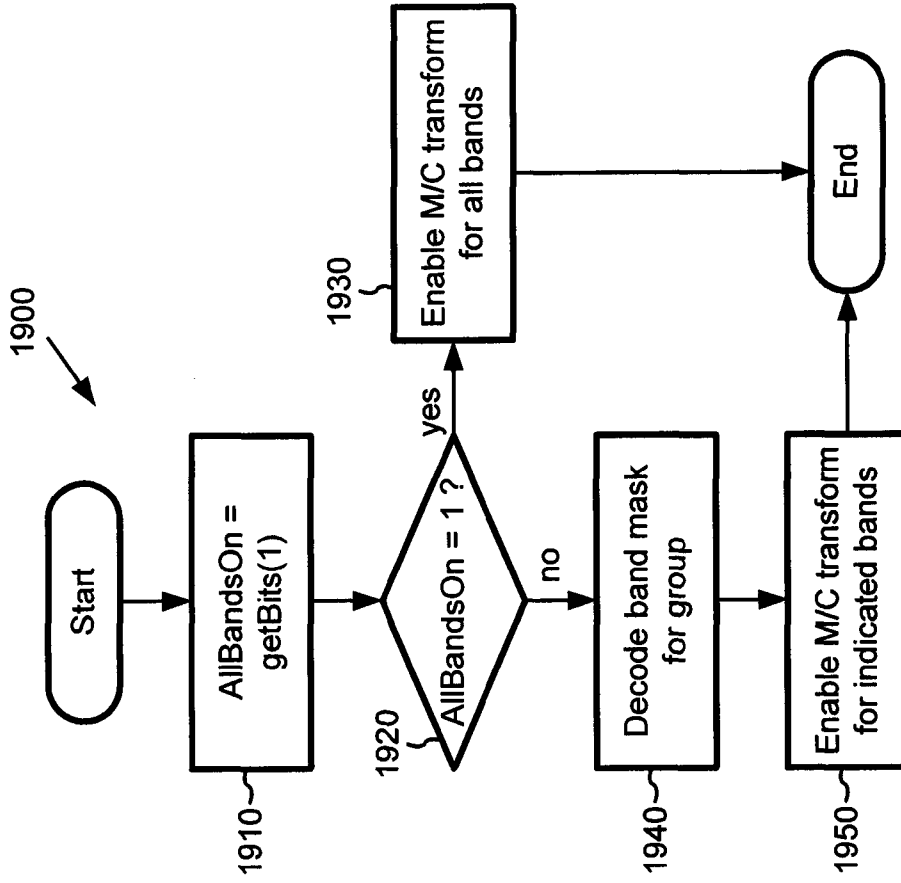 1900
Start
1910
AllBandsOn =
getBits(1)
1920
AllBandsOn = 1 ?
yes
1930
Enable M/C transform
for all bands
no
1940
Decode band mask
for group
1950
Enable M/C transform
for indicated bands
End